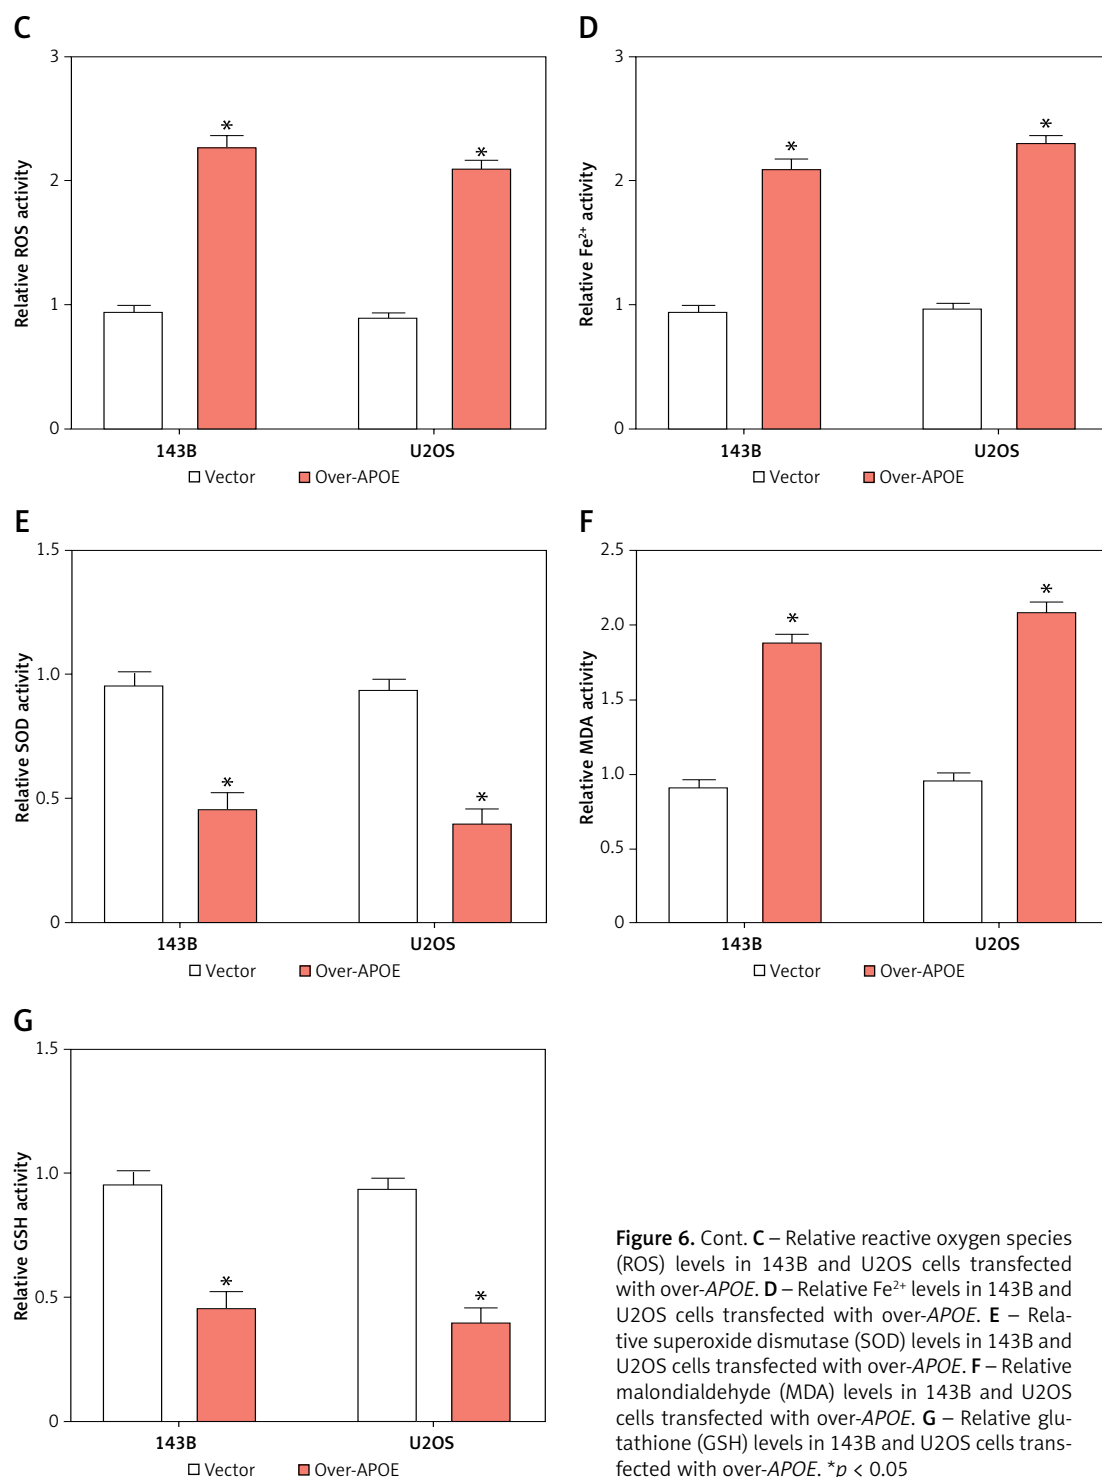 C
3
2
1
0
Relative ROS activity
*
*
143B
U2OS
Vector
Over-APOE
D
3
2
1
0
Relative Fe²⁺ activity
*
*
143B
U2OS
Vector
Over-APOE
E
1.5
1.0
0.5
0
Relative SOD activity
*
*
143B
U2OS
Vector
Over-APOE
F
2.5
2.0
1.5
1.0
0.5
0
Relative MDA activity
*
*
143B
U2OS
Vector
Over-APOE
G
1.5
1.0
0.5
0
Relative GSH activity
*
*
143B
U2OS
Vector
Over-APOE
Figure 6. Cont. C – Relative reactive oxygen species
(ROS) levels in 143B and U2OS cells transfected
with over-APOE. D – Relative Fe²⁺ levels in 143B and
U2OS cells transfected with over-APOE. E – Rela-
tive superoxide dismutase (SOD) levels in 143B and
U2OS cells transfected with over-APOE. F – Relative
malondialdehyde (MDA) levels in 143B and U2OS
cells transfected with over-APOE. G – Relative glu-
tathione (GSH) levels in 143B and U2OS cells trans-
fected with over-APOE. *p < 0.05